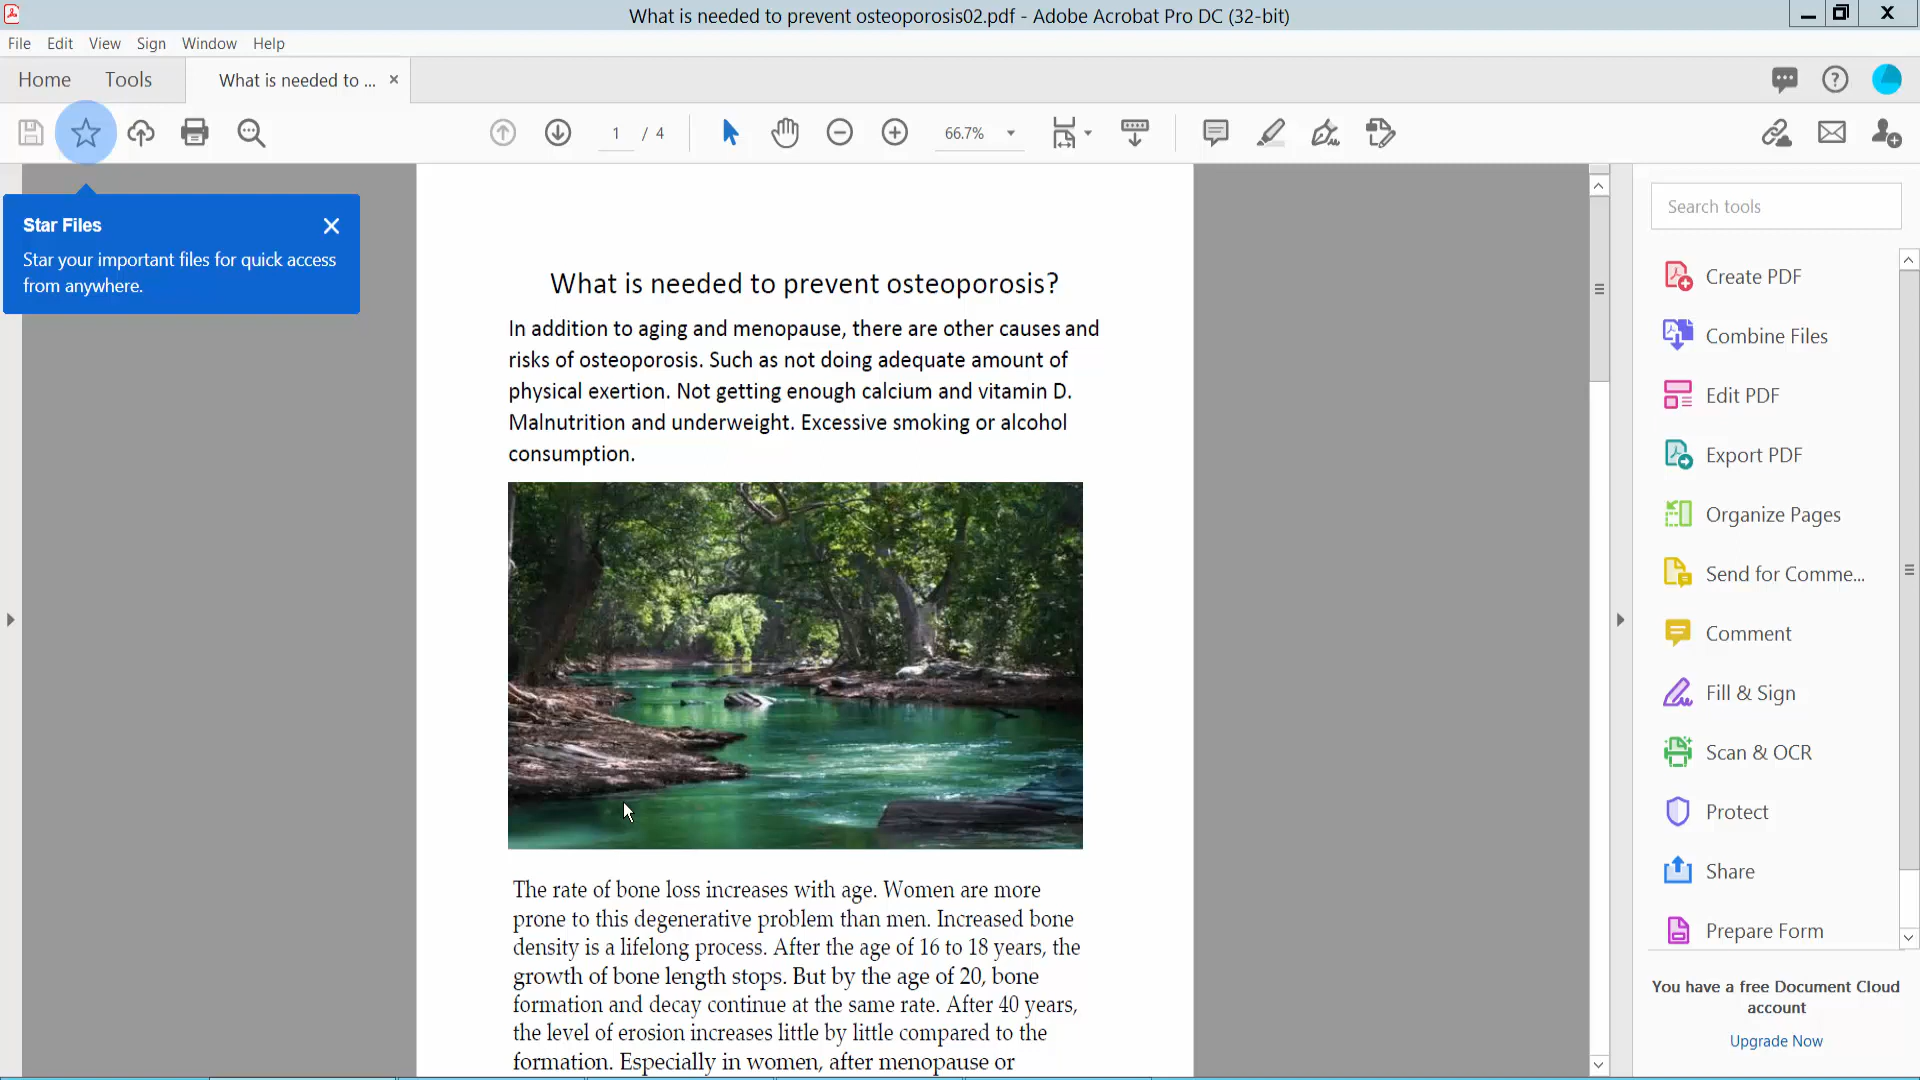 What is needed to prevent osteoporosis02.pdf - Adobe Acrobat Pro DC (32-bit)
File Edit View Sign Window Help
Home Tools What is needed to ... ×
1 / 4 66.7%
Star Files
Star your important files for quick access
from anywhere.
What is needed to prevent osteoporosis?
In addition to aging and menopause, there are other causes and
risks of osteoporosis. Such as not doing adequate amount of
physical exertion. Not getting enough calcium and vitamin D.
Malnutrition and underweight. Excessive smoking or alcohol
consumption.
The rate of bone loss increases with age. Women are more
prone to this degenerative problem than men. Increased bone
density is a lifelong process. After the age of 16 to 18 years, the
growth of bone length stops. But by the age of 20, bone
formation and decay continue at the same rate. After 40 years,
the level of erosion increases little by little compared to the
formation. Especially in women, after menopause or
Search tools
Create PDF
Combine Files
Edit PDF
Export PDF
Organize Pages
Send for Comme...
Comment
Fill & Sign
Scan & OCR
Protect
Share
Prepare Form
You have a free Document Cloud
account
Upgrade Now